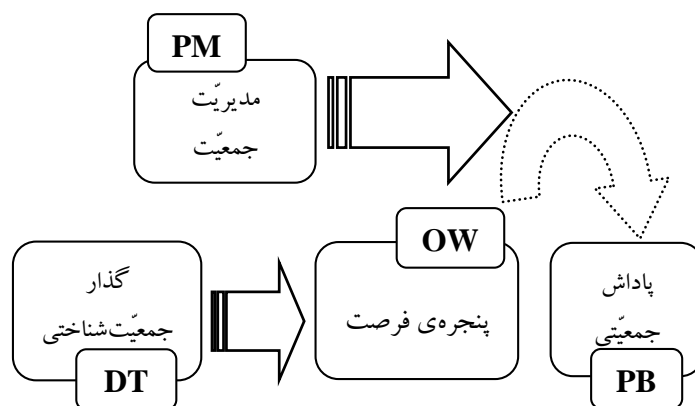 PM
مدیریّت
جمعیّت
OW
پنجره‌ی فرصت
گذار
جمعیّت‌شناختی
DT
پاداش
جمعیّتی
PB